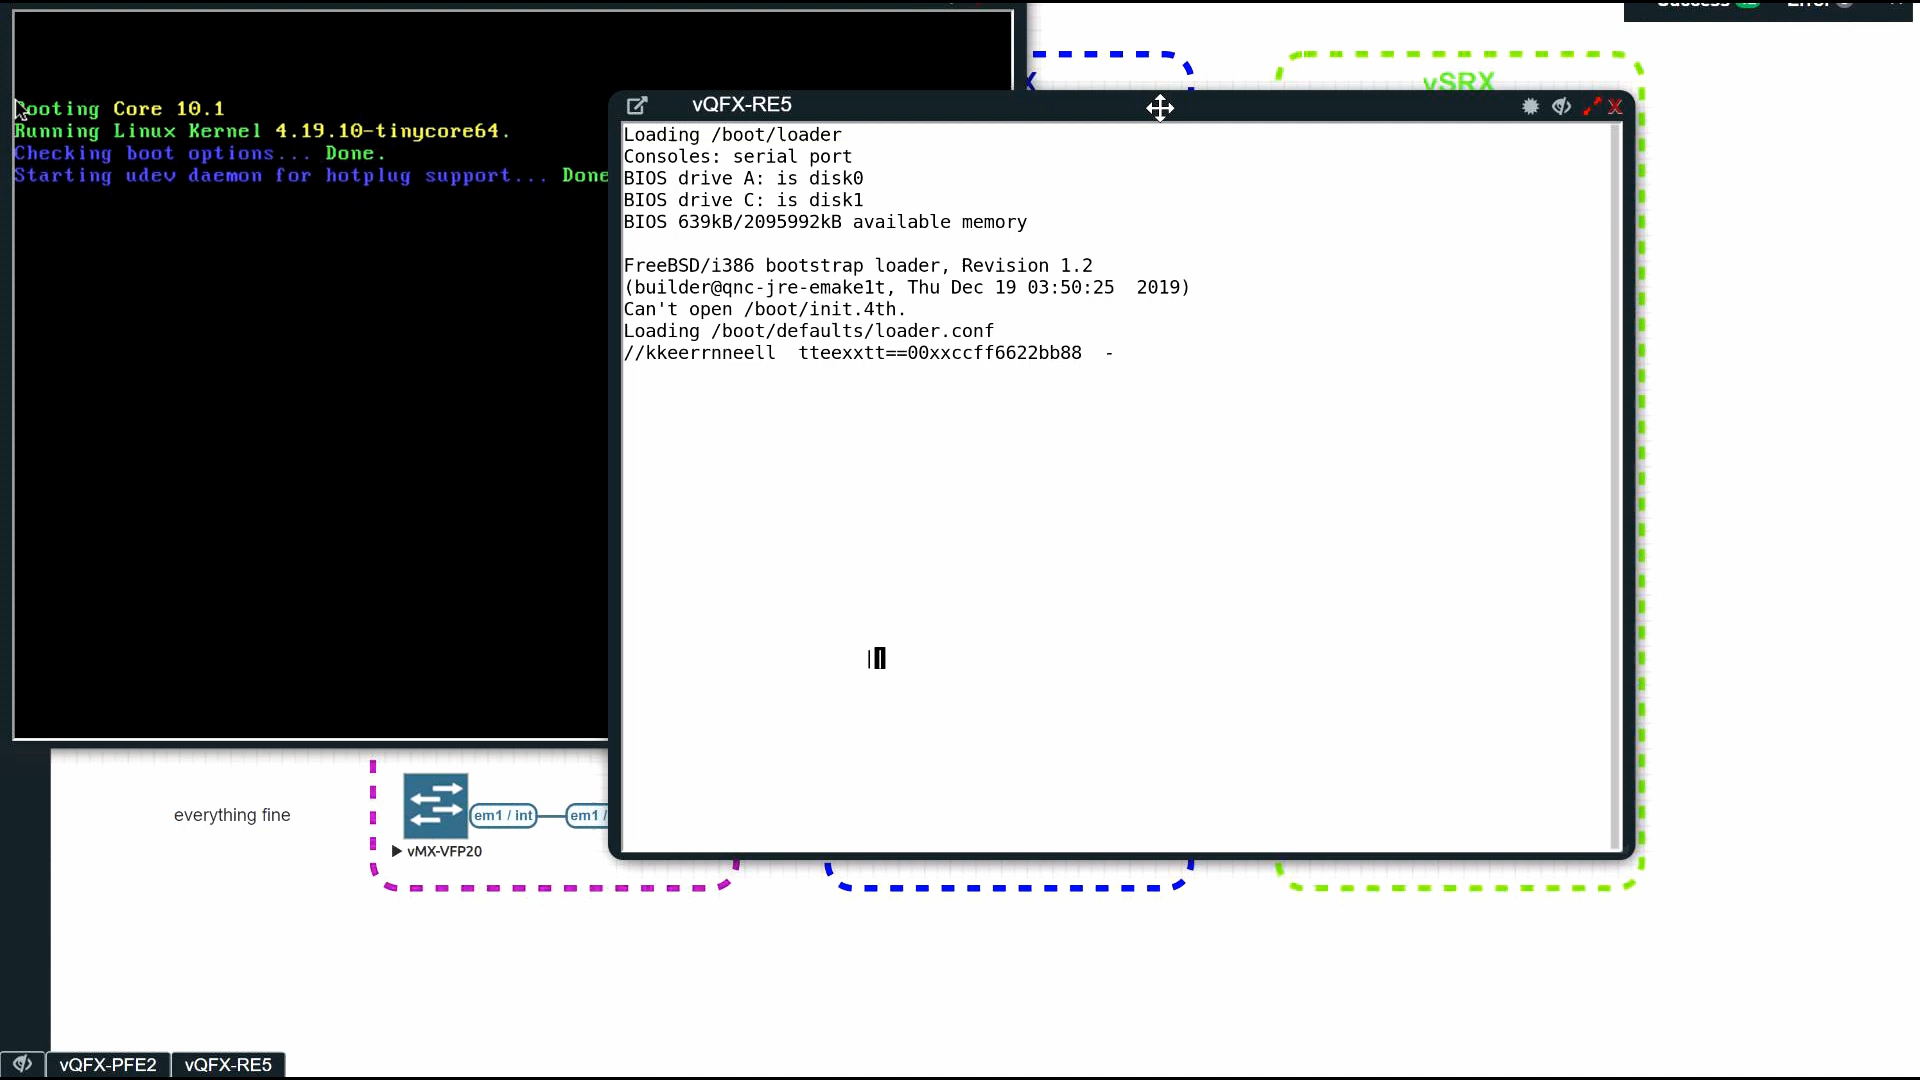 Success
Error
vSRX
Booting Core 10.1
Running Linux Kernel 4.19.10-tinycore64.
Checking boot options... Done.
Starting udev daemon for hotplug support... Done
vQFX-RE5
X
Loading /boot/loader
Consoles: serial port
BIOS drive A: is disk0
BIOS drive C: is disk1
BIOS 639kB/2095992kB available memory
FreeBSD/i386 bootstrap loader, Revision 1.2
(builder@qnc-jre-emake1t, Thu Dec 19 03:50:25  2019)
Can't open /boot/init.4th.
Loading /boot/defaults/loader.conf
//kkeerrnneell  tteexxtt==00xxccff6622bb88  -
everything fine
em1 / int
em1 /
vMX-VFP20
vQFX-PFE2
vQFX-RE5